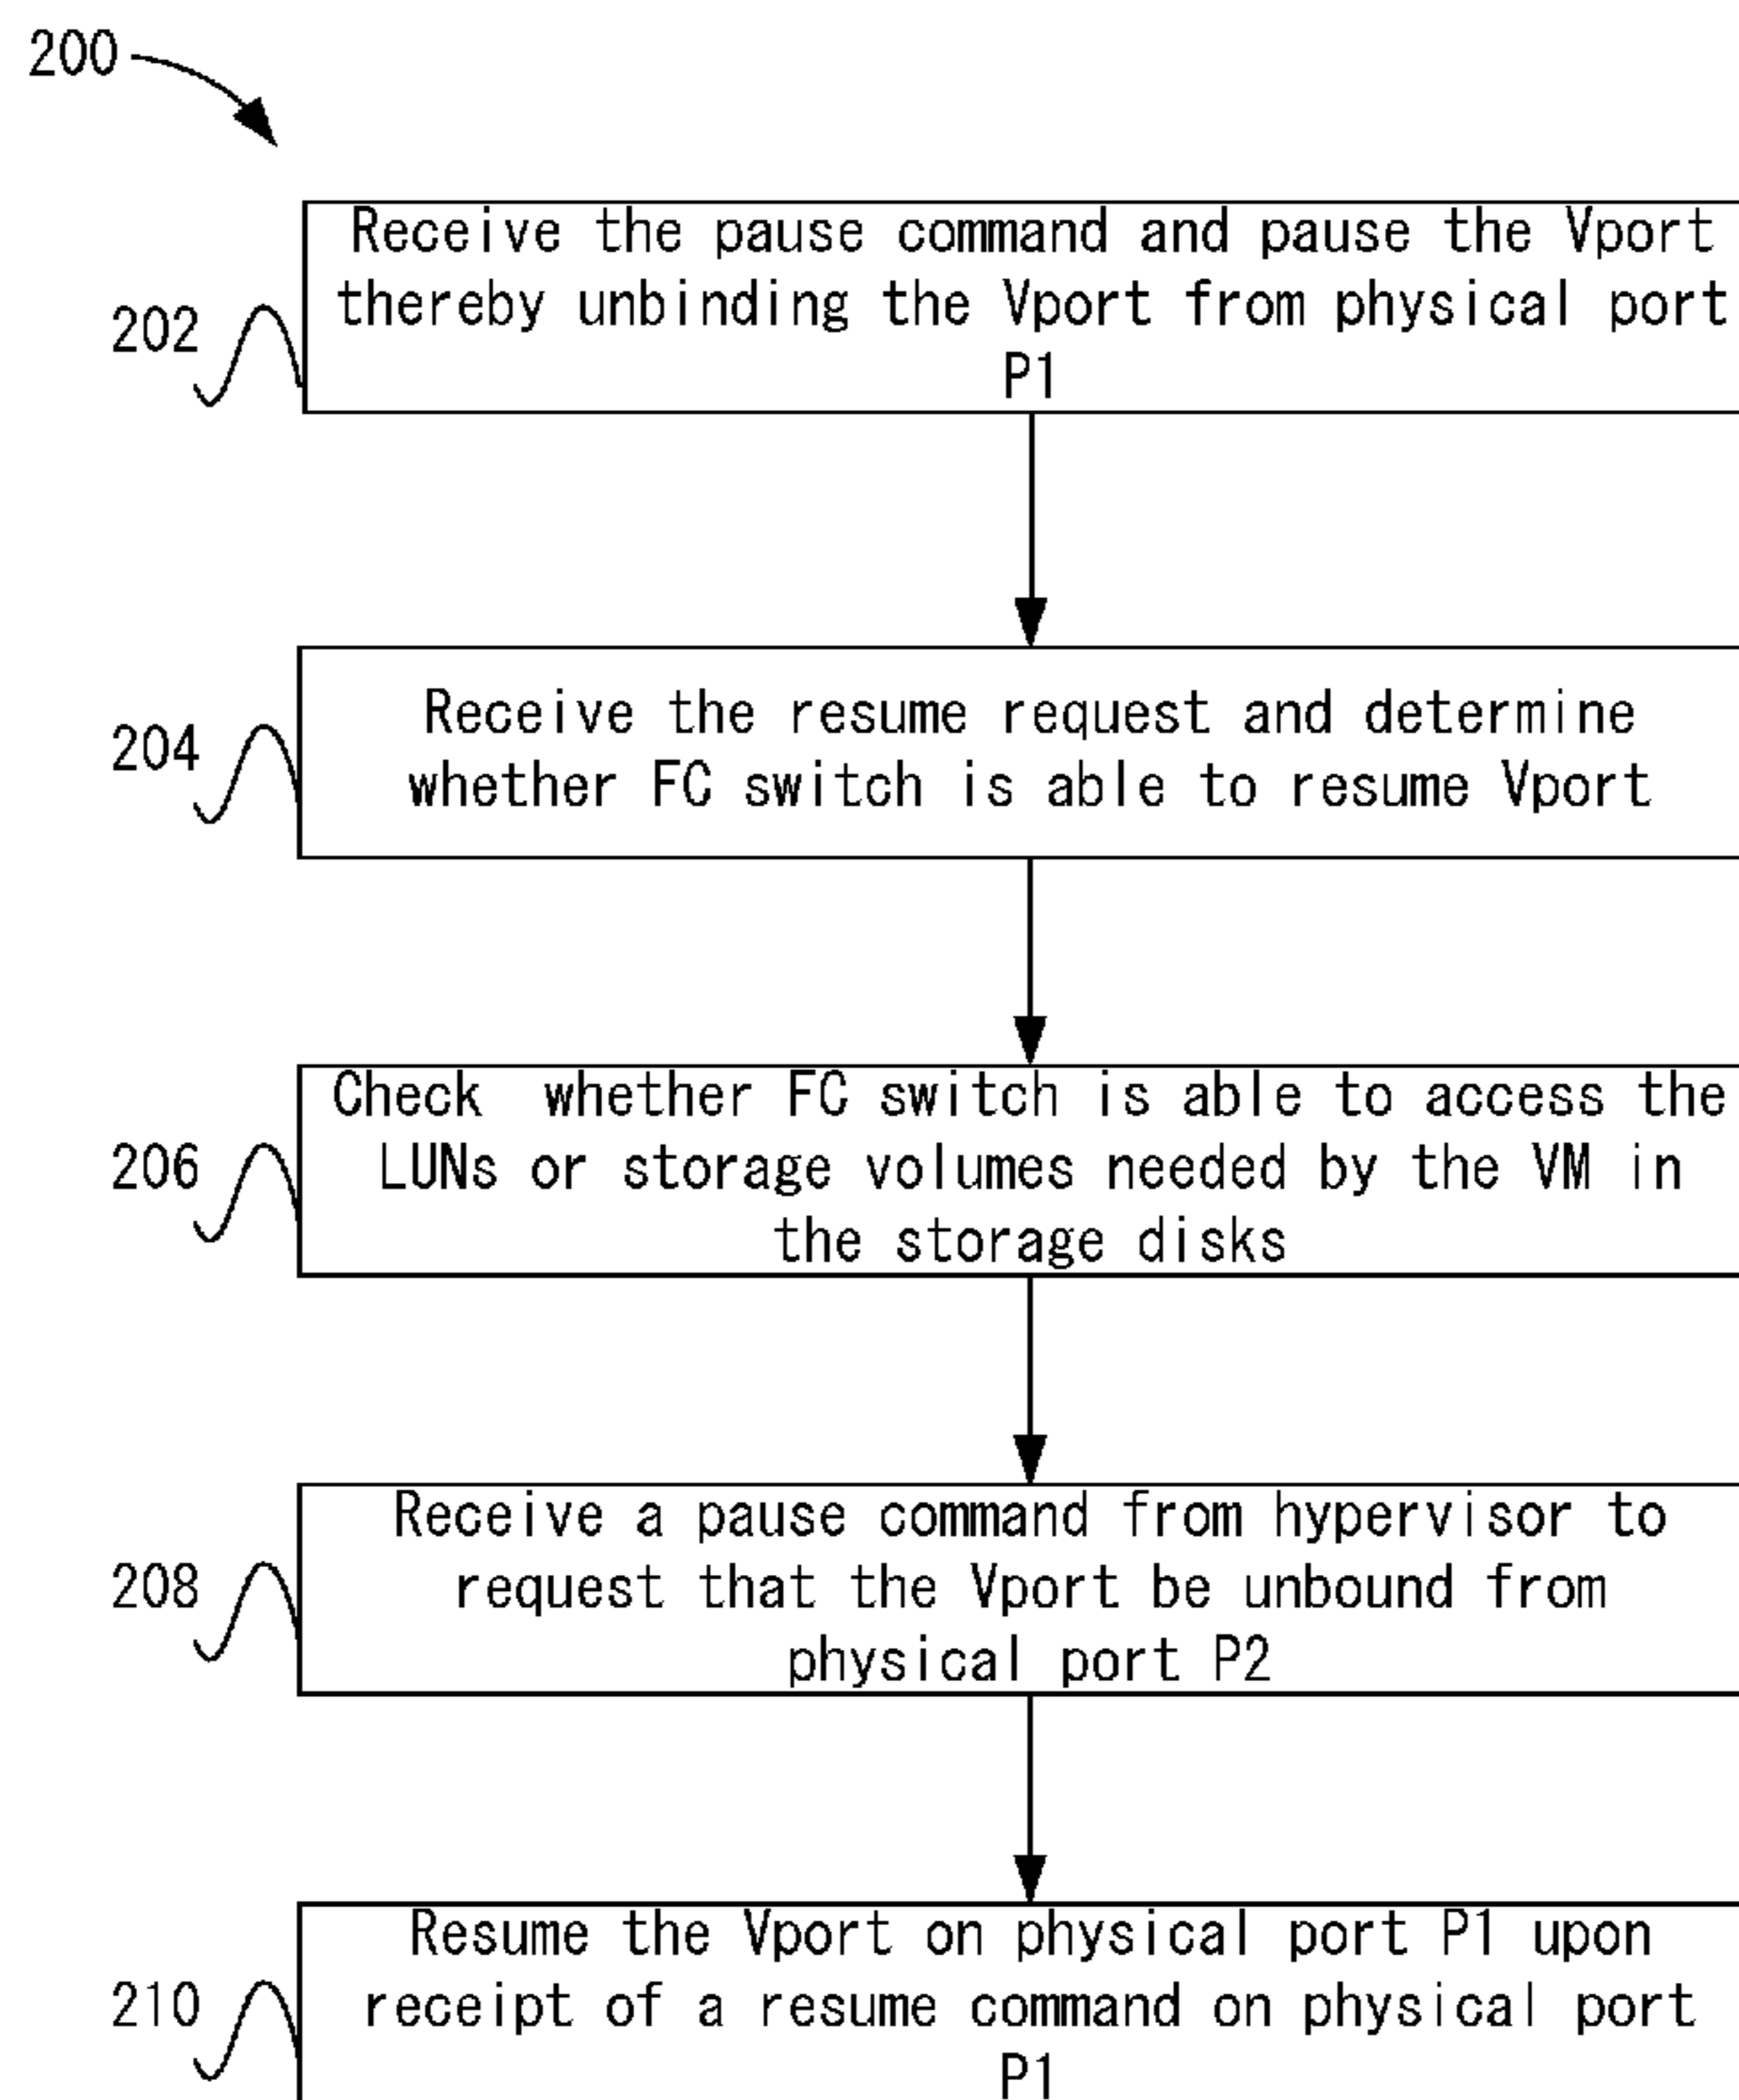 200
Receive the pause command and pause the Vport
thereby unbinding the Vport from physical port
P1
202
Receive the resume request and determine
whether FC switch is able to resume Vport
204
Check whether FC switch is able to access the
LUNs or storage volumes needed by the VM in
the storage disks
206
Receive a pause command from hypervisor to
request that the Vport be unbound from
physical port P2
208
Resume the Vport on physical port P1 upon
receipt of a resume command on physical port
P1
210